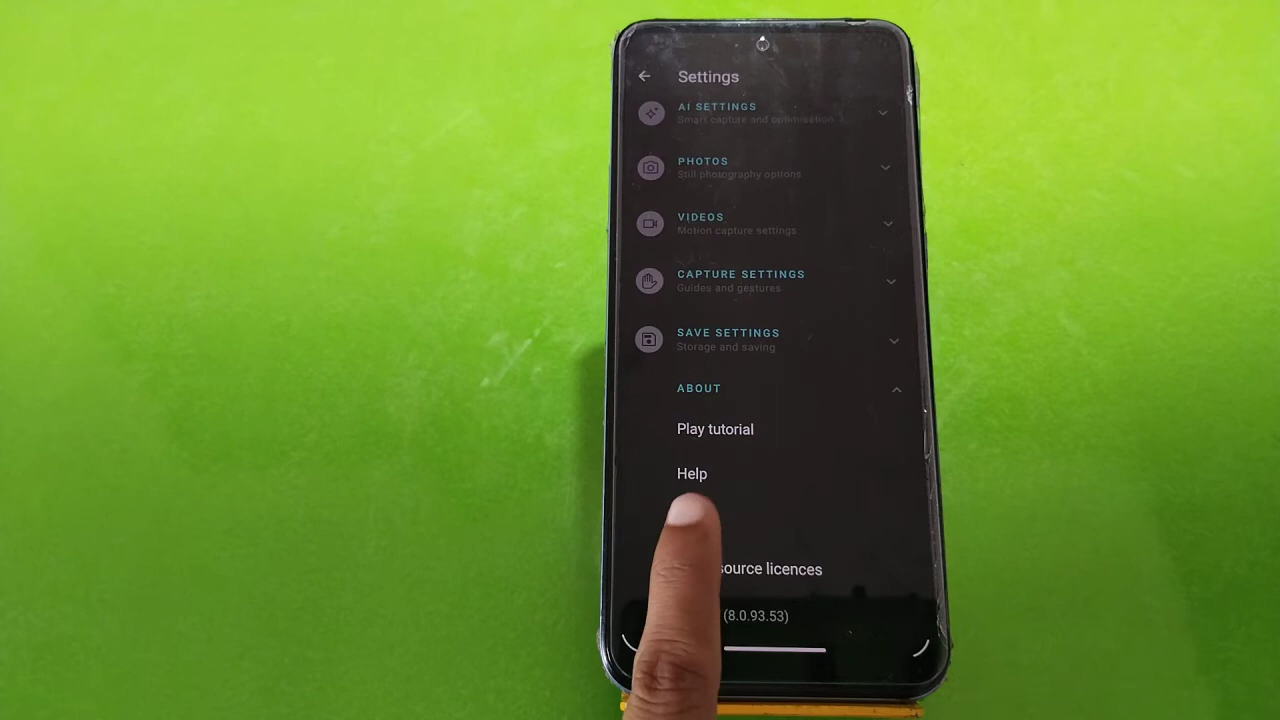 Settings
AI SETTINGS
Smart capture and optimisation
PHOTOS
Still photography options
VIDEOS
Motion capture settings
CAPTURE SETTINGS
Guides and gestures
SAVE SETTINGS
Storage and saving
ABOUT
Play tutorial
Help
source licences
(8.0.93.53)